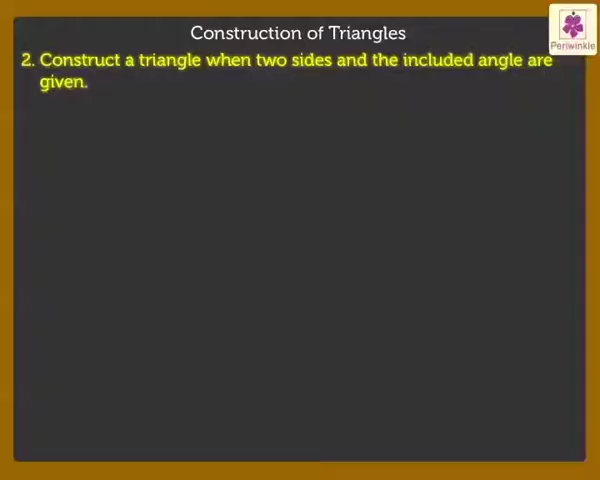 Construction of Triangles
Periwinkle
2. Construct a triangle when two sides and the included angle are
given.